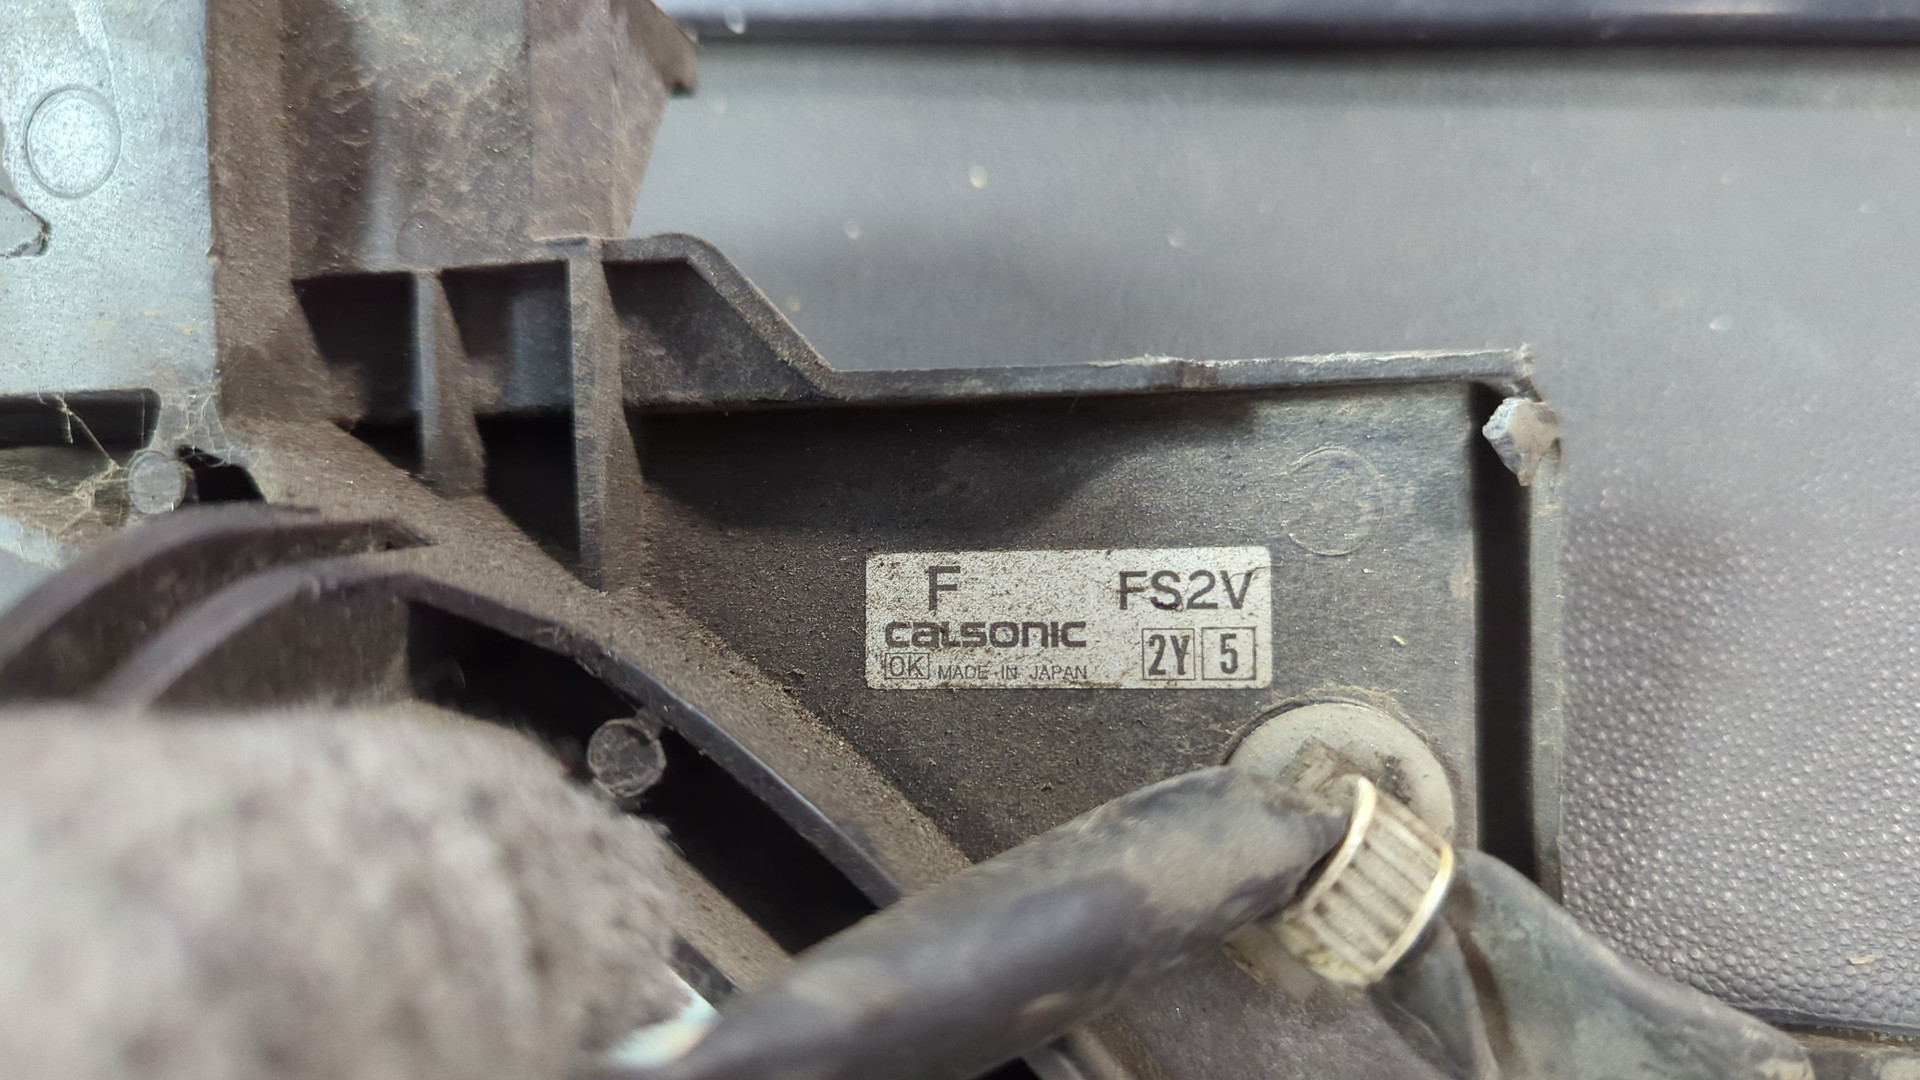 F FS2V
calsonic 2Y 5
OK MADE IN JAPAN